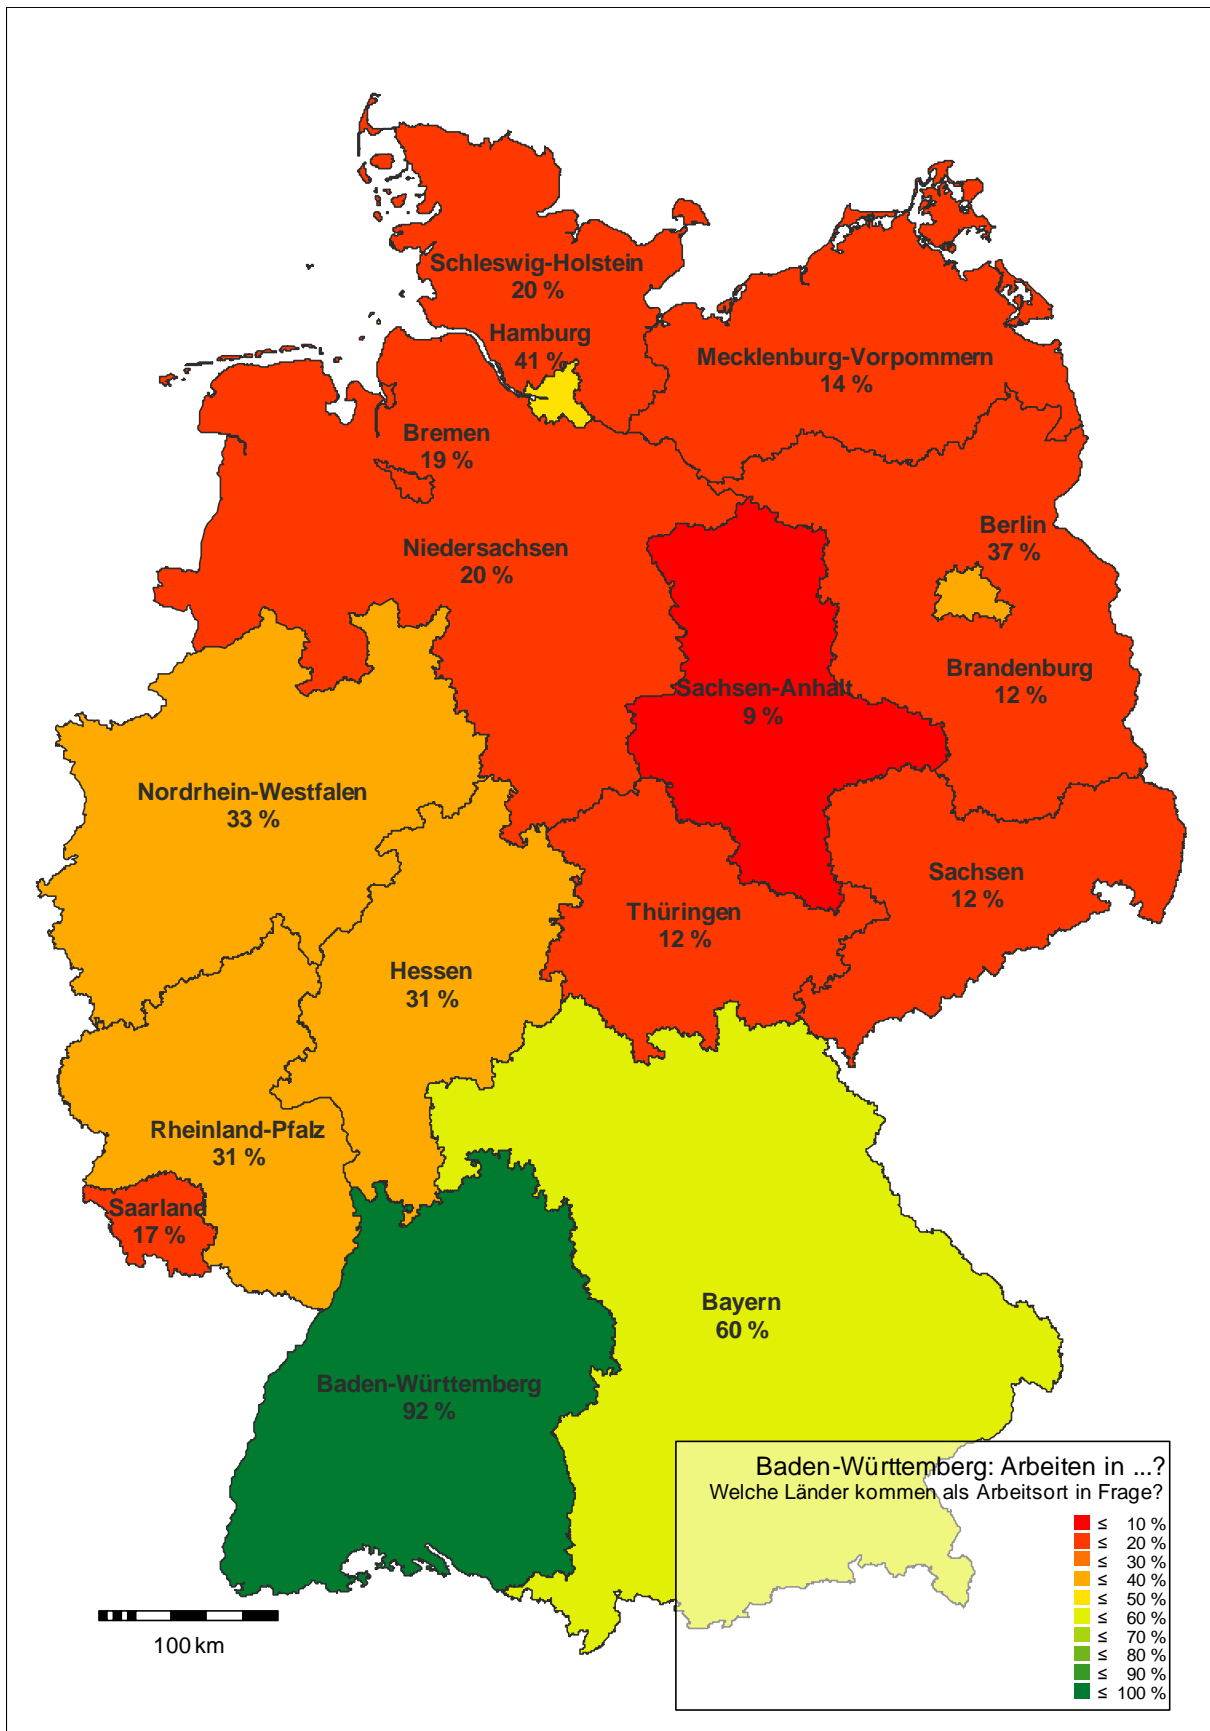 Schleswig-Holstein
20 %
Hamburg
41 %
Mecklenburg-Vorpommern
14 %
Bremen
19 %
Berlin
37 %
Niedersachsen
20 %
Brandenburg
12 %
Sachsen-Anhalt
9 %
Nordrhein-Westfalen
33 %
Sachsen
12 %
Thüringen
12 %
Hessen
31 %
Rheinland-Pfalz
31 %
Saarland
17 %
Bayern
60 %
Baden-Württemberg
92 %
Baden-Württemberg: Arbeiten in ...?
Welche Länder kommen als Arbeitsort in Frage?
≤ 10 %
≤ 20 %
≤ 30 %
≤ 40 %
≤ 50 %
≤ 60 %
≤ 70 %
≤ 80 %
≤ 90 %
≤ 100 %
100 km